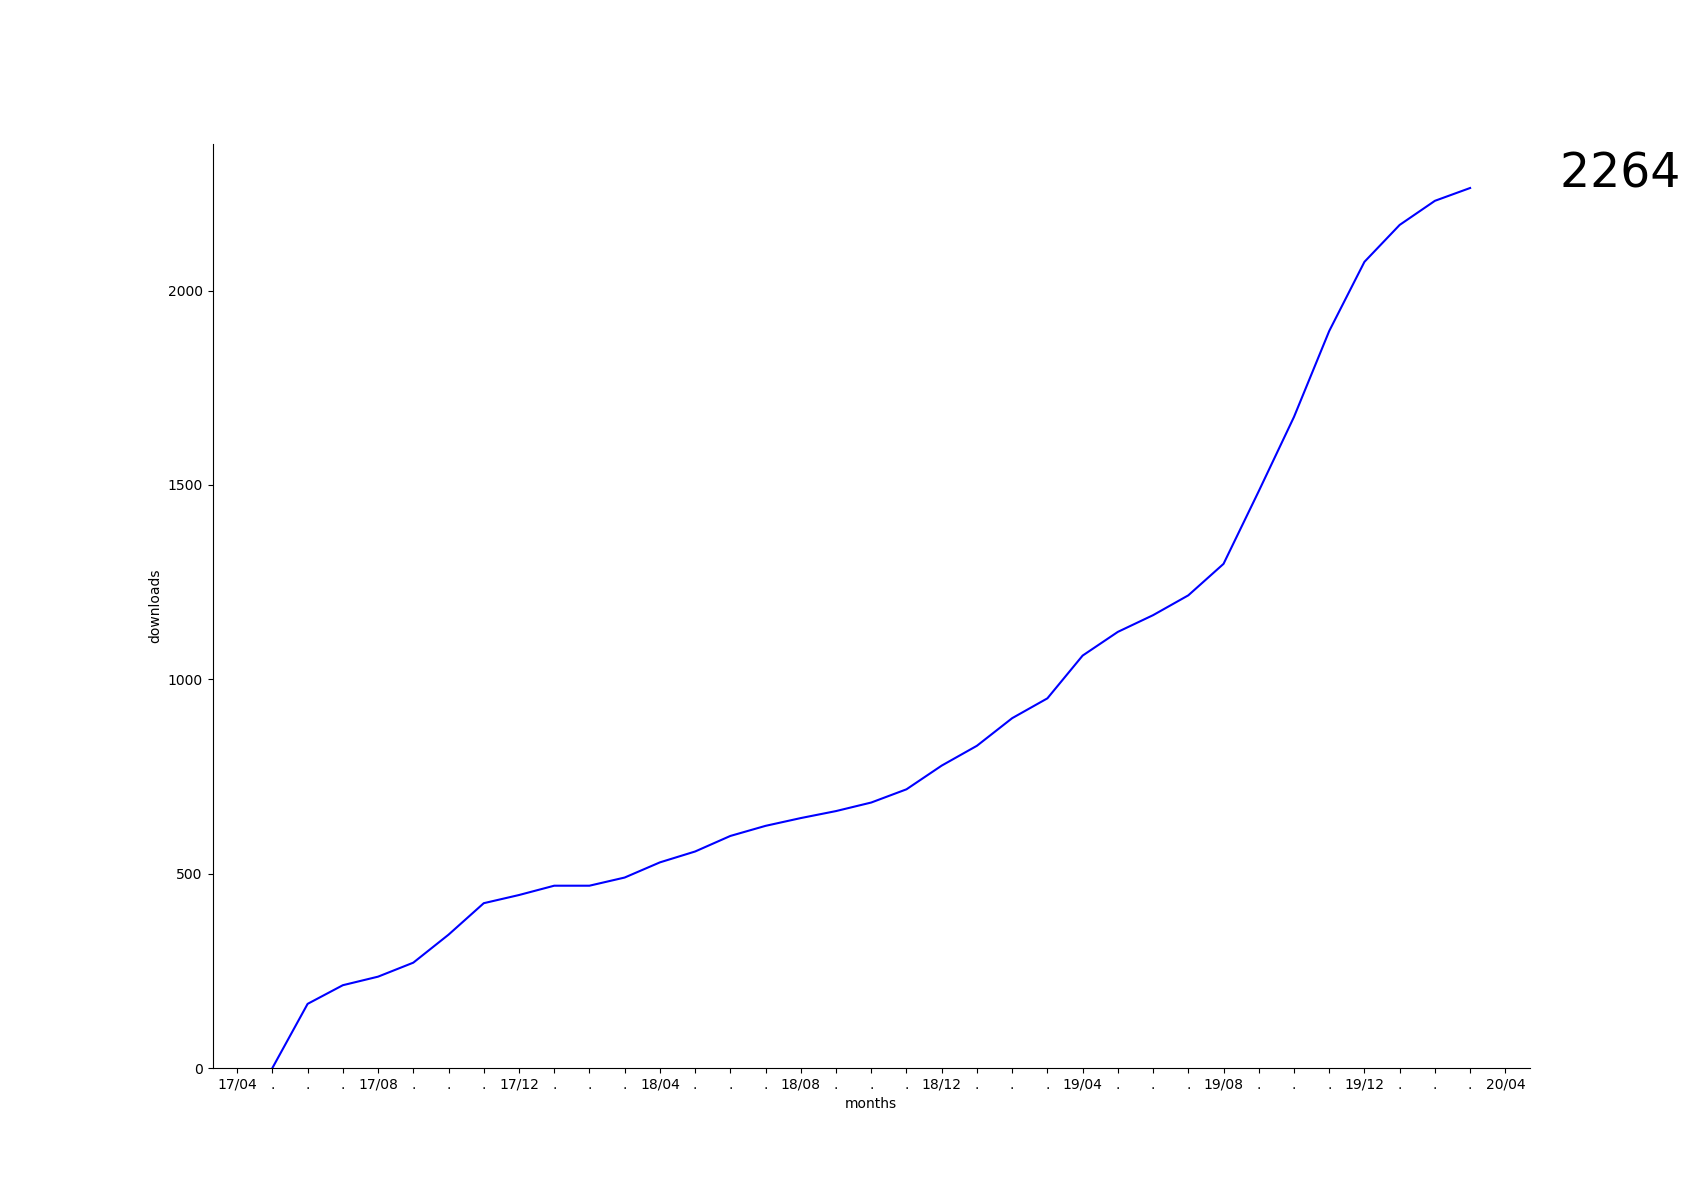 2264
2000
1500
downloads
1000
500
0
17/04 . . . 17/08 . . . 17/12 . . . 18/04 . . . 18/08 . . . 18/12 . . . 19/04 . . . 19/08 . . . 19/12 . . . 20/04
months